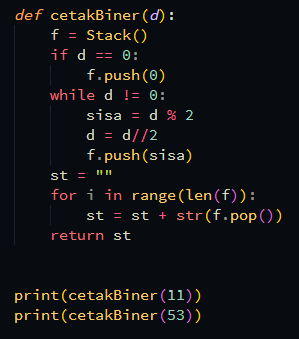 def cetakBiner(d):
    f = Stack()
    if d == 0:
        f.push(0)
    while d != 0:
        sisa = d % 2
        d = d//2
        f.push(sisa)
    st = ""
    for i in range(len(f)):
        st = st + str(f.pop())
    return st
print(cetakBiner(11))
print(cetakBiner(53))